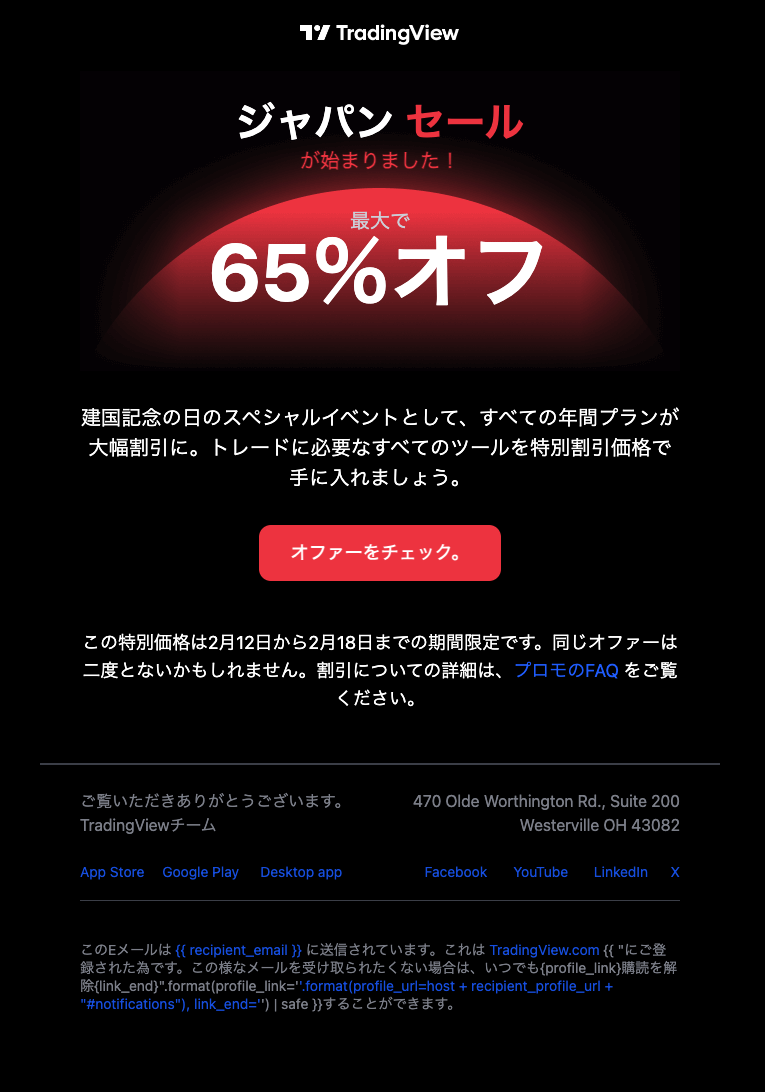 TradingView
ジャパン セール
が始まりました！
最大で
65%オフ
建国記念の日のスペシャルイベントとして、すべての年間プランが
大幅割引に。トレードに必要なすべてのツールを特別割引価格で
手に入れましょう。
オファーをチェック。
この特別価格は2月12日から2月18日までの期間限定です。同じオファーは
二度とないかもしれません。割引についての詳細は、プロモのFAQ をご覧
ください。
ご覧いただきありがとうございます。
TradingViewチーム
470 Olde Worthington Rd., Suite 200
Westerville OH 43082
App Store Google Play Desktop app Facebook YouTube LinkedIn X
このEメールは {{ recipient_email }} に送信されています。これは TradingView.com {{ "にご登
録された為です。この様なメールを受け取られたくない場合は、いつでも{profile_link}購読を解
除{link_end}".format(profile_link=''.format(profile_url=host + recipient_profile_url +
"#notifications"), link_end='') | safe }}することができます。